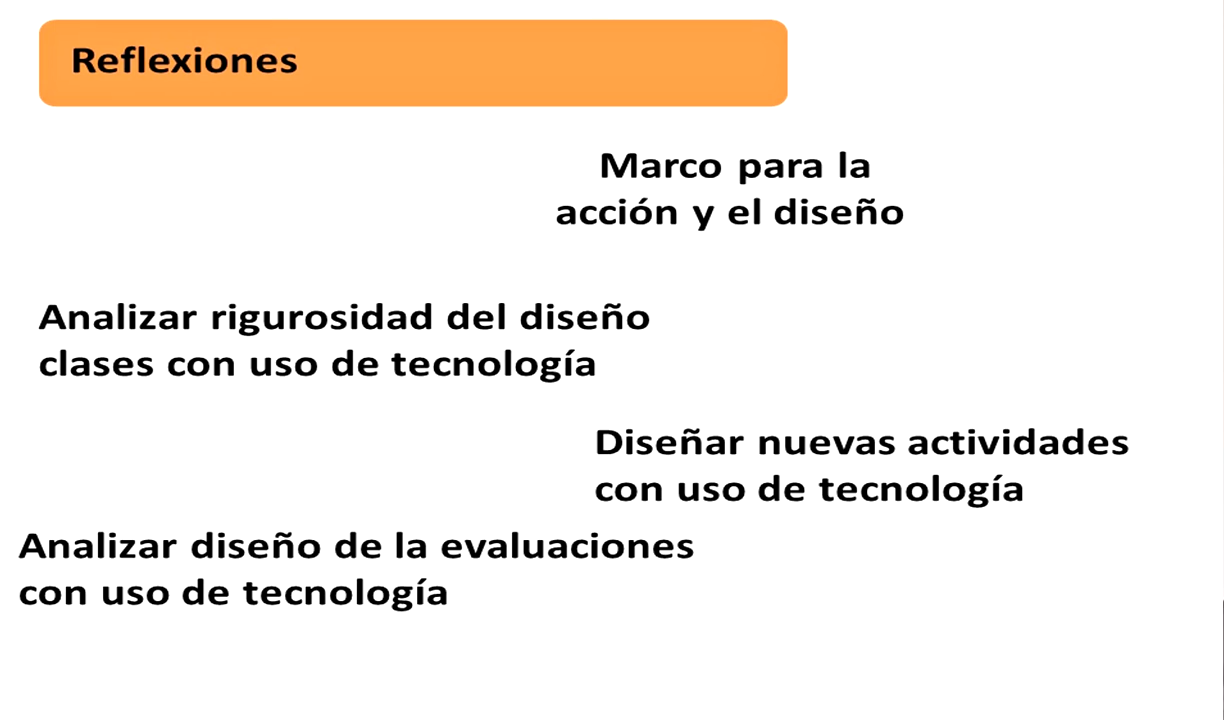 Reflexiones
Marco para la
acción y el diseño
Analizar rigurosidad del diseño
clases con uso de tecnología
Diseñar nuevas actividades
con uso de tecnología
Analizar diseño de la evaluaciones
con uso de tecnología